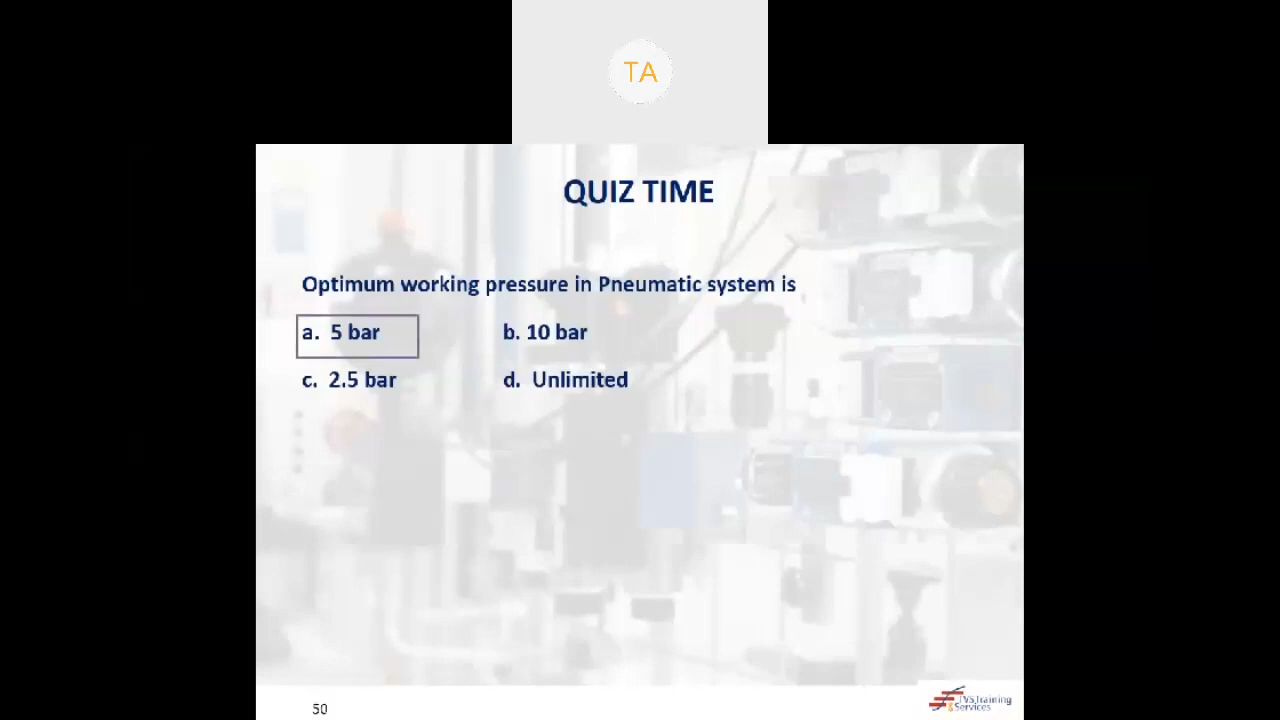 TA
QUIZ TIME
Optimum working pressure in Pneumatic system is
a. 5 bar b. 10 bar
c. 2.5 bar d. Unlimited
TVS Training
& Services
50